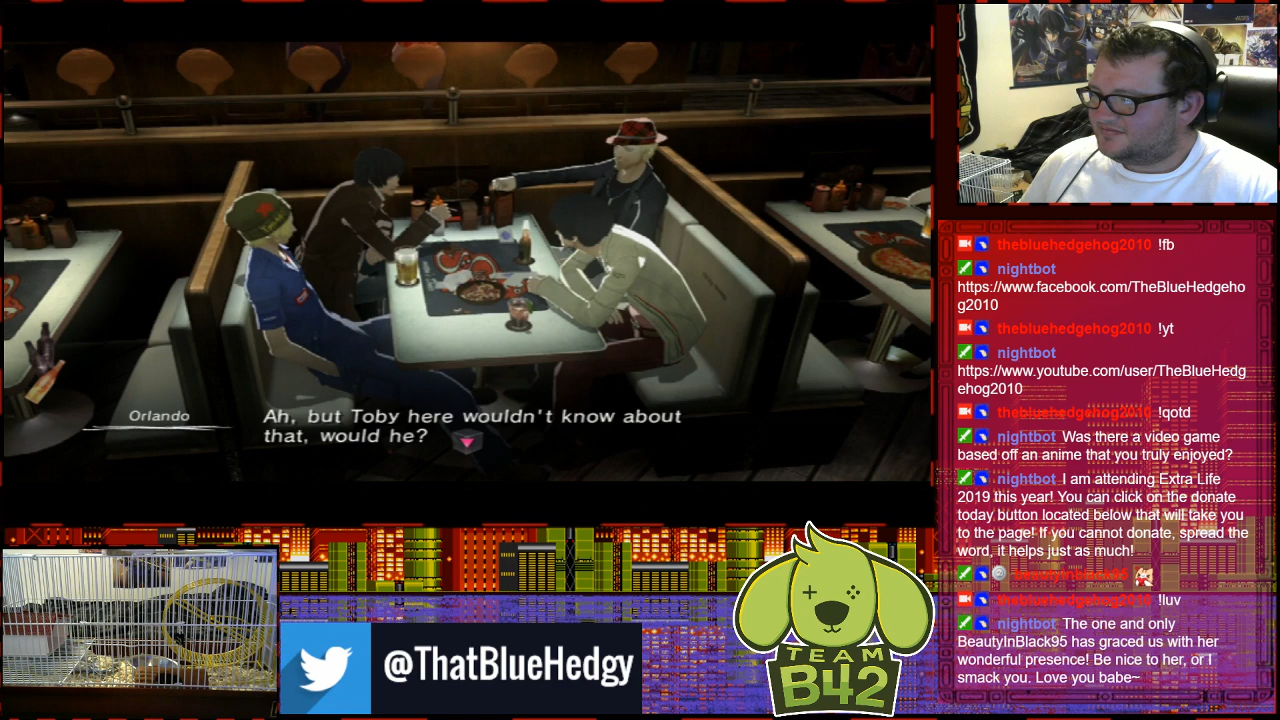 Orlando
Ah, but Toby here wouldn't know about
that, would he?
thebluehedgehog2010 !fb
nightbot
https://www.facebook.com/TheBlueHedgeho
g2010
thebluehedgehog2010 !yt
nightbot
https://www.youtube.com/user/TheBlueHedg
ehog2010
thebluehedgehog2010 !qotd
nightbot Was there a video game
based off an anime that you truly enjoyed?
nightbot I am attending Extra Life
2019 this year! You can click on the donate
today button located below that will take you
to the page! If you cannot donate, spread the
word, it helps just as much!
beautyinblack95
thebluehedgehog2010 !luv
nightbot The one and only
BeautyInBlack95 has graced us with her
wonderful presence! Be nice to her, or I
smack you. Love you babe~
@ThatBlueHedgy
TEAM
B42